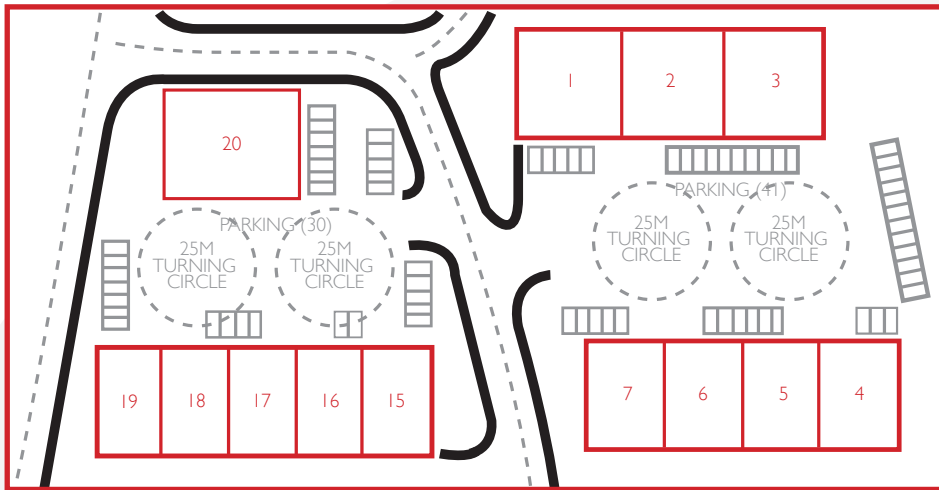 1
2
3
20
PARKING (30)
25M
TURNING
CIRCLE
25M
TURNING
CIRCLE
PARKING (41)
25M
TURNING
CIRCLE
25M
TURNING
CIRCLE
19
18
17
16
15
7
6
5
4